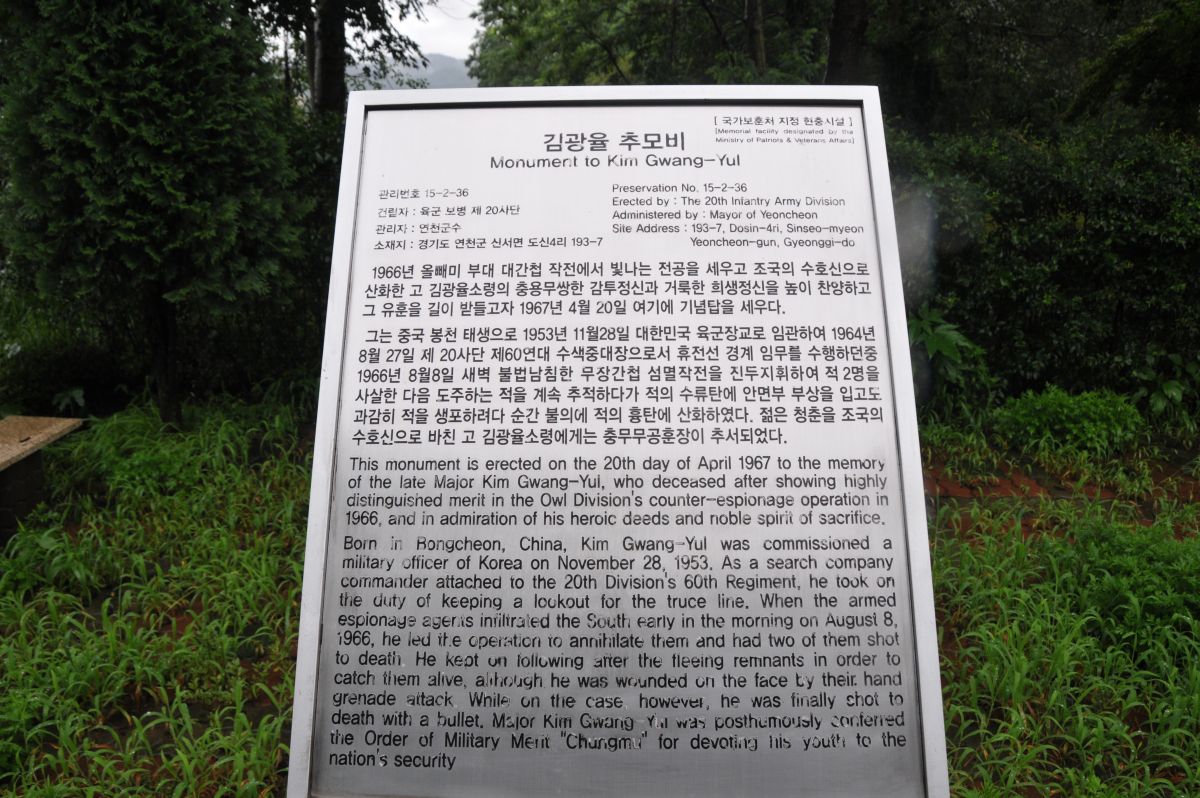 [ 국가보훈처 지정 현충시설 ]
[Memorial facility designated by the
Ministry of Patriots & Veterans Affairs]
김광율 추모비
Monument to Kim Gwang-Yul
관리번호 15-2-36
건립자 : 육군 보병 제 20사단
관리자 : 연천군수
소재지 : 경기도 연천군 신서면 도신4리 193-7
Preservation No. 15-2-36
Erected by : The 20th Infantry Army Division
Administered by : Mayor of Yeoncheon
Site Address : 193-7, Dosin-4ri, Sinseo-myeon
Yeoncheon-gun, Gyeonggi-do
1966년 올빼미 부대 대간첩 작전에서 빛나는 전공을 세우고 조국의 수호신으로
산화한 고 김광율소령의 충용무쌍한 감투정신과 거룩한 희생정신을 높이 찬양하고
그 유훈을 길이 받들고자 1967년 4월 20일 여기에 기념탑을 세우다.
그는 중국 봉천 태생으로 1953년 11월28일 대한민국 육군장교로 임관하여 1964년
8월 27일 제 20사단 제60연대 수색중대장으로서 휴전선 경계 임무를 수행하던중
1966년 8월8일 새벽 불법남침한 무장간첩 섬멸작전을 진두지휘하여 적 2명을
사살한 다음 도주하는 적을 계속 추적하다가 적의 수류탄에 안면부 부상을 입고도
과감히 적을 생포하려다 순간 불의에 적의 흉탄에 산화하였다. 젊은 청춘을 조국의
수호신으로 바친 고 김광율소령에게는 충무무공훈장이 추서되었다.
This monument is erected on the 20th day of April 1967 to the memory
of the late Major Kim Gwang-Yul, who deceased after showing highly
distinguished merit in the Owl Division's counter-espionage operation in
1966, and in admiration of his heroic deeds and noble spirit of sacrifice.
Born in Bongcheon, China, Kim Gwang-Yul was commissioned a
military officer of Korea on November 28, 1953. As a search company
commander attached to the 20th Division's 60th Regiment, he took on
the duty of keeping a lookout for the truce line. When the armed
espionage agents infiltrated the South early in the morning on August 8,
1966, he led the operation to annihilate them and had two of them shot
to death. He kept on following after the fleeing remnants in order to
catch them alive, although he was wounded on the face by their hand
grenade attack. While on the case, however, he was finally shot to
death with a bullet. Major Kim Gwang-Yul was posthumously conferred
the Order of Military Merit "Chungmu" for devoting his youth to the
nation's security